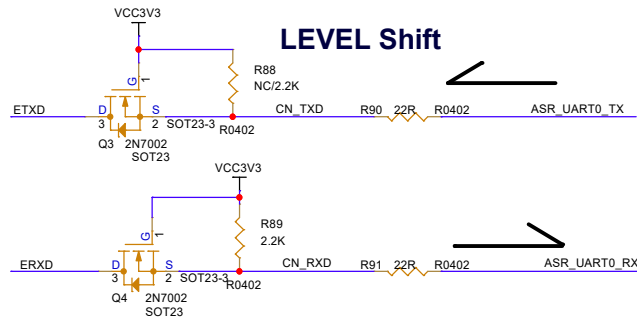 VCC3V3
LEVEL Shift
R88
NC/2.2K
G
1
ETXD
D
S
CN_TXD
R90
22R
R0402
ASR_UART0_TX
3
2
SOT23-3
R0402
Q3
2N7002
SOT23
VCC3V3
R89
2.2K
G
1
ERXD
D
S
CN_RXD
R91
22R
R0402
ASR_UART0_RX
3
2
SOT23-3
R0402
Q4
2N7002
SOT23